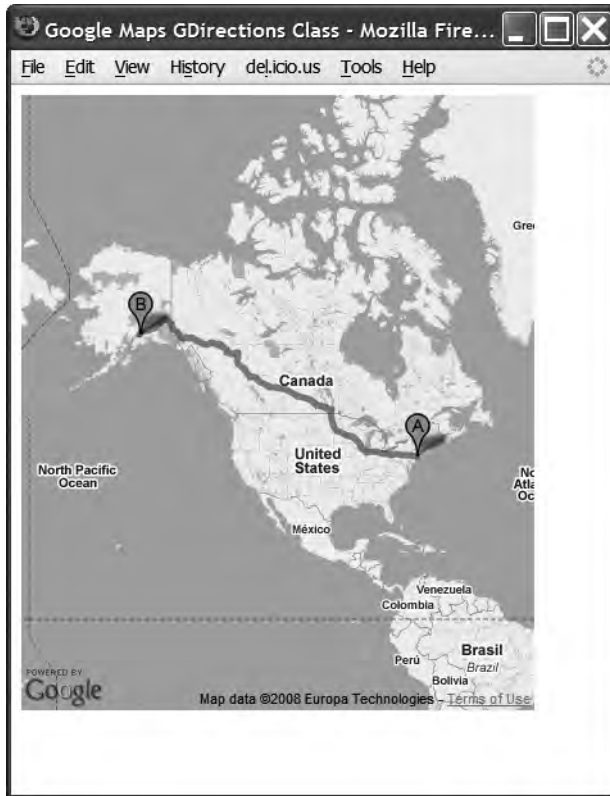 Google Maps GDirections Class - Mozilla Fire...
File Edit View History del.icio.us Tools Help
B
Canada
A
United
States
North Pacific
Ocean
México
Venezuela
Colombia
Perú
Brasil
Brazil
Bolivia
POWERED BY
Google
Map data ©2008 Europa Technologies - Terms of Use